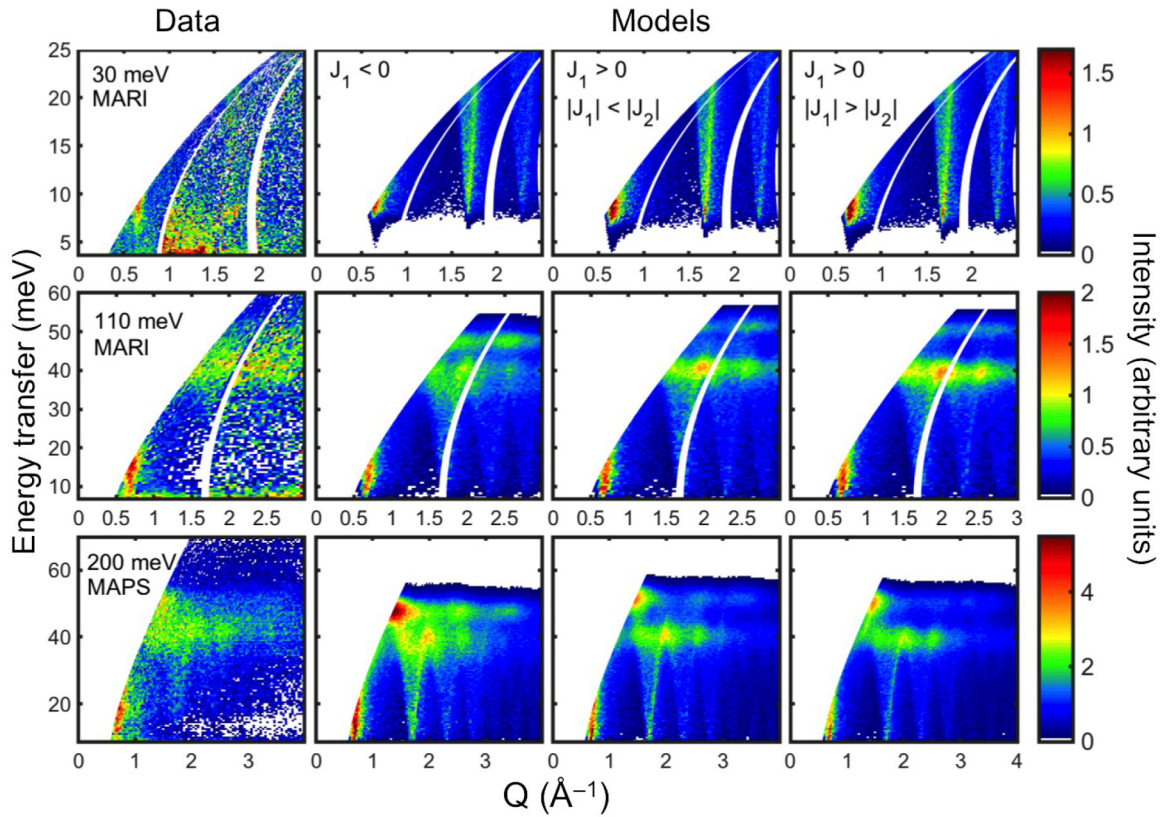 Data Models
30 meV
MARI
J1 < 0
J1 > 0
|J1| < |J2|
J1 > 0
|J1| > |J2|
25
20
15
10
5
0 0.5 1 1.5 2
0 0.5 1 1.5 2
0 0.5 1 1.5 2
0 0.5 1 1.5 2
1.5
1
0.5
0
110 meV
MARI
60
50
40
30
20
10
0 0.5 1 1.5 2 2.5
0 0.5 1 1.5 2 2.5
0 0.5 1 1.5 2 2.5
0 0.5 1 1.5 2 2.5 3
2
1.5
1
0.5
0
200 meV
MAPS
60
40
20
0 1 2 3
0 1 2 3
0 1 2 3
0 1 2 3 4
4
2
0
Energy transfer (meV)
Q (Å⁻¹)
Intensity (arbitrary units)